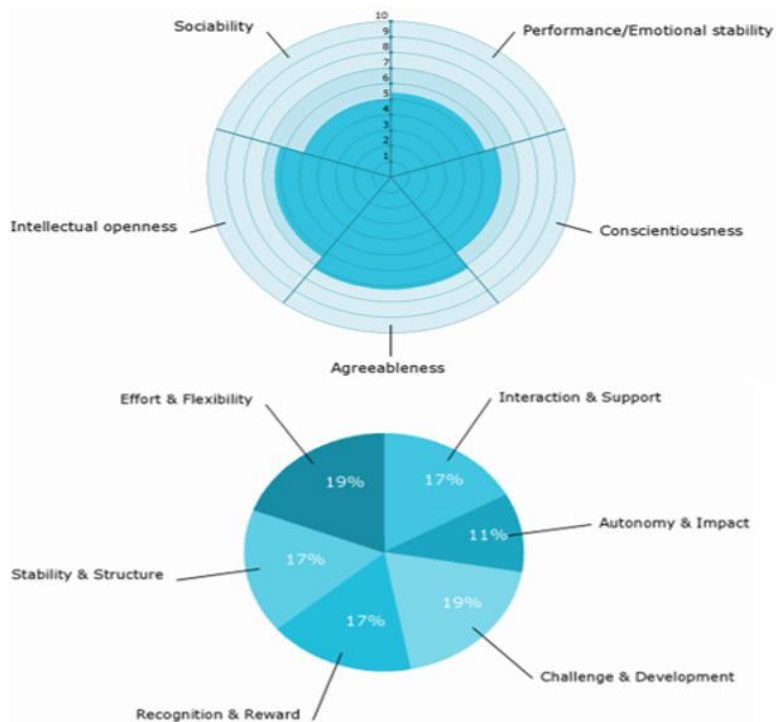 10
Sociability
9
Performance/Emotional stability
8
7
6
5
4
3
2
1
Intellectual openness
Conscientiousness
Agreeableness
Effort & Flexibility
Interaction & Support
19%
17%
Autonomy & Impact
11%
Stability & Structure
17%
19%
17%
Challenge & Development
Recognition & Reward